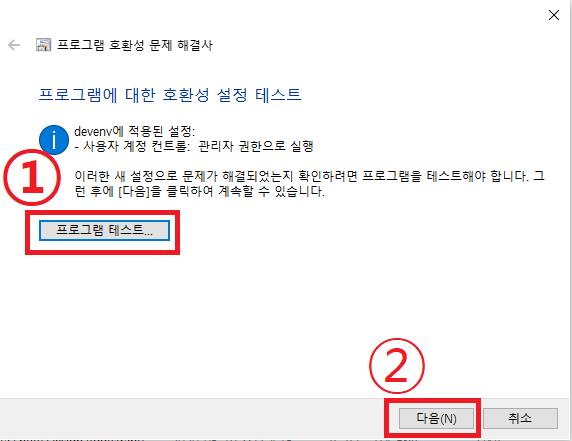 프로그램 호환성 문제 해결사
프로그램에 대한 호환성 설정 테스트
devenv에 적용된 설정:
- 사용자 계정 컨트롤: 관리자 권한으로 실행
①
이러한 새 설정으로 문제가 해결되었는지 확인하려면 프로그램을 테스트해야 합니다. 그
런 후에 [다음]을 클릭하여 계속할 수 있습니다.
프로그램 테스트...
②
다음(N)
취소